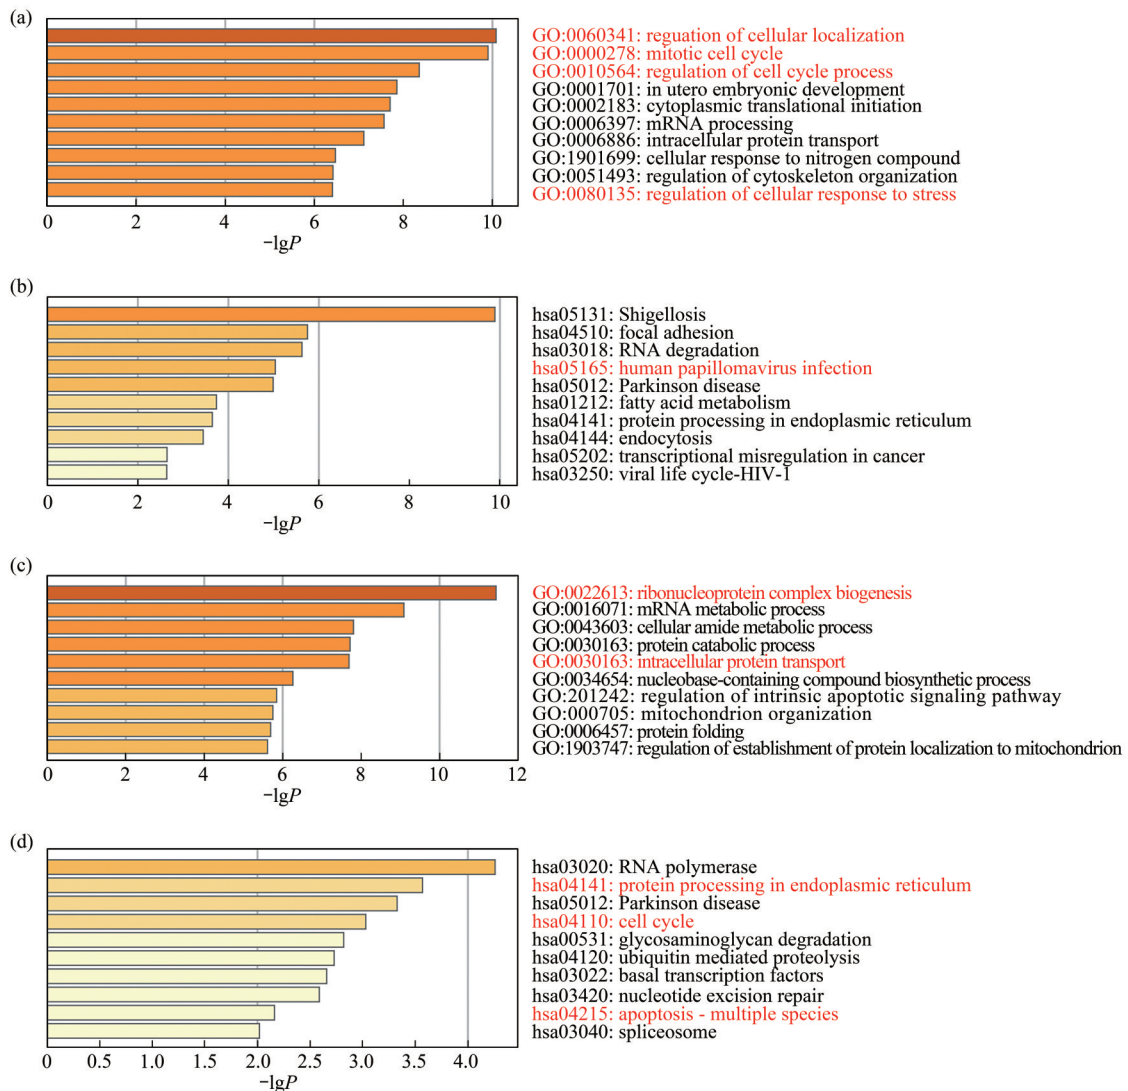 (a)
GO:0060341: reguation of cellular localization
GO:0000278: mitotic cell cycle
GO:0010564: regulation of cell cycle process
GO:0001701: in utero embryonic development
GO:0002183: cytoplasmic translational initiation
GO:0006397: mRNA processing
GO:0006886: intracellular protein transport
GO:1901699: cellular response to nitrogen compound
GO:0051493: regulation of cytoskeleton organization
GO:0080135: regulation of cellular response to stress
0 2 4 6 8 10
−lgP
(b)
hsa05131: Shigellosis
hsa04510: focal adhesion
hsa03018: RNA degradation
hsa05165: human papillomavirus infection
hsa05012: Parkinson disease
hsa01212: fatty acid metabolism
hsa04141: protein processing in endoplasmic reticulum
hsa04144: endocytosis
hsa05202: transcriptional misregulation in cancer
hsa03250: viral life cycle-HIV-1
0 2 4 6 8 10
−lgP
(c)
GO:0022613: ribonucleoprotein complex biogenesis
GO:0016071: mRNA metabolic process
GO:0043603: cellular amide metabolic process
GO:0030163: protein catabolic process
GO:0030163: intracellular protein transport
GO:0034654: nucleobase-containing compound biosynthetic process
GO:201242: regulation of intrinsic apoptotic signaling pathway
GO:000705: mitochondrion organization
GO:0006457: protein folding
GO:1903747: regulation of establishment of protein localization to mitochondrion
0 2 4 6 8 10 12
−lgP
(d)
hsa03020: RNA polymerase
hsa04141: protein processing in endoplasmic reticulum
hsa05012: Parkinson disease
hsa04110: cell cycle
hsa00531: glycosaminoglycan degradation
hsa04120: ubiquitin mediated proteolysis
hsa03022: basal transcription factors
hsa03420: nucleotide excision repair
hsa04215: apoptosis - multiple species
hsa03040: spliceosome
0 0.5 1.0 1.5 2.0 2.5 3.0 3.5 4.0
−lgP